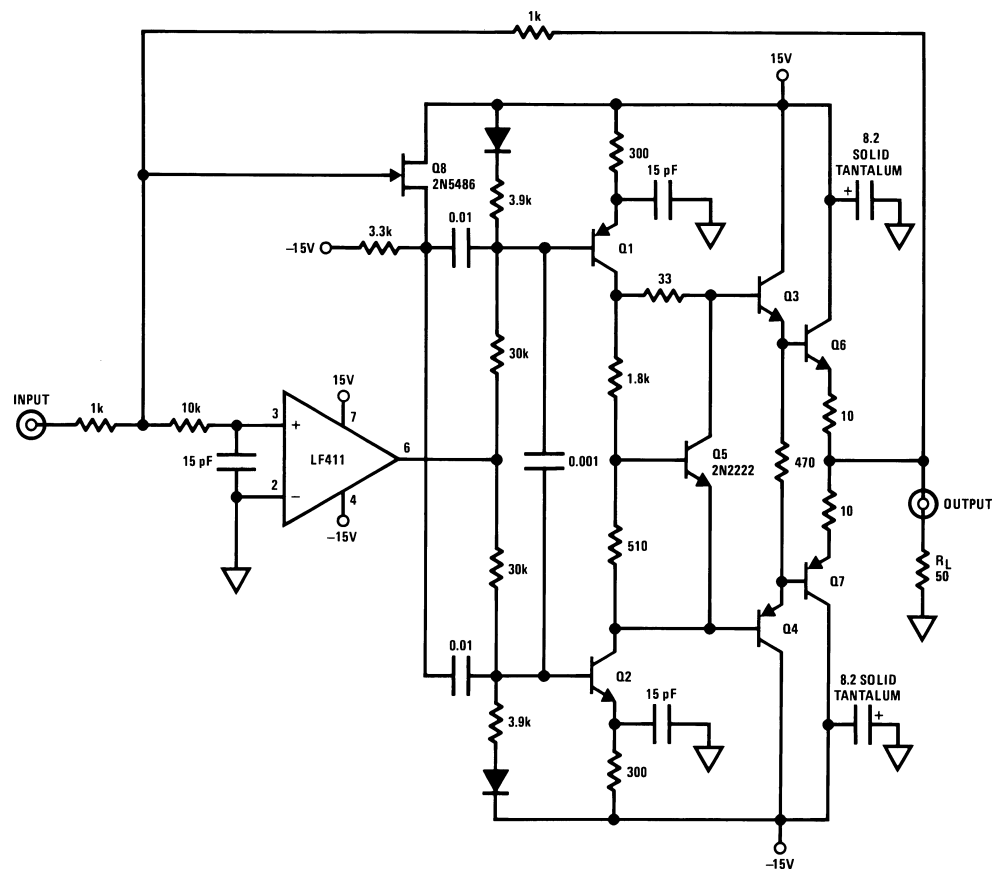 1k
15V
Q8
2N5486
300
15 pF
8.2
SOLID
TANTALUM
+
3.9k
3.3k
0.01
–15V
Q1
33
Q3
Q6
30k
1.8k
10
INPUT
1k
10k
15V
3
+
7
LF411
6
15 pF
0.001
Q5
2N2222
470
2
–
4
–15V
OUTPUT
10
30k
510
RL
50
Q7
Q4
0.01
Q2
15 pF
8.2 SOLID
TANTALUM
+
3.9k
300
–15V